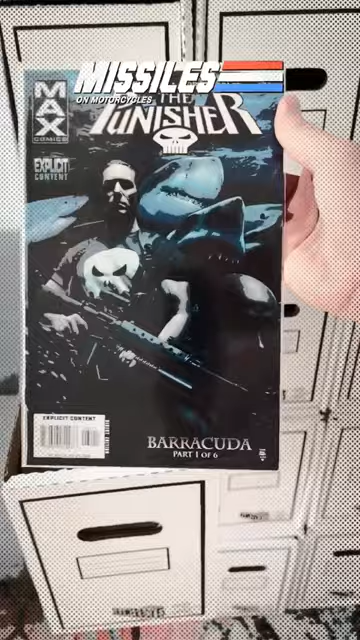 MISSILES
ON MOTORCYCLES
MAX
COMICS
THE
PUNISHER
EXPLICIT
CONTENT
EXPLICIT CONTENT
BARRACUDA
PART 1 OF 6